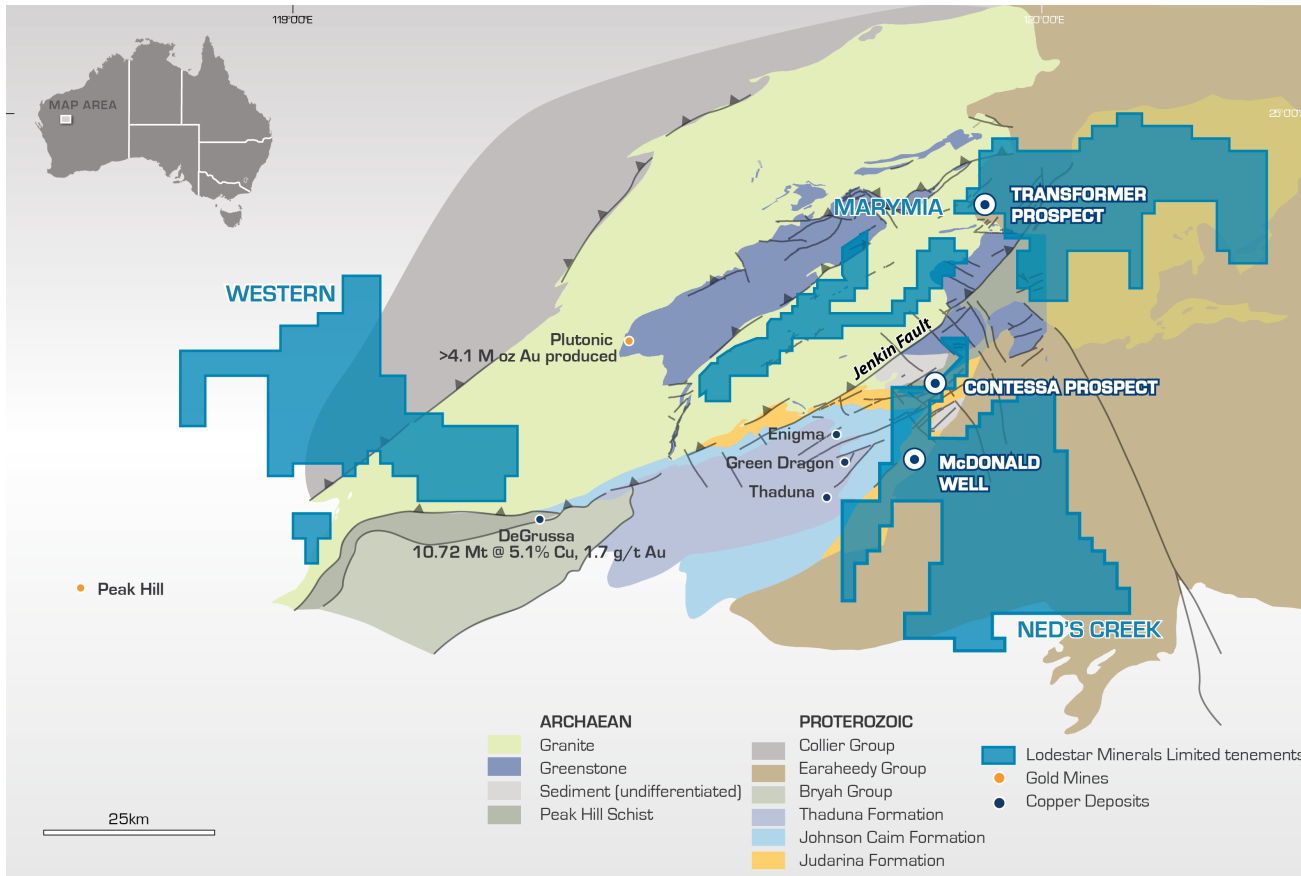 119°00'E
120°00'E
25°00'S
MAP AREA
MARYMIA
TRANSFORMER
PROSPECT
WESTERN
Plutonic
>4.1 M oz Au produced
Jenkin Fault
CONTESSA PROSPECT
Enigma
Green Dragon
McDONALD
WELL
Thaduna
DeGrussa
10.72 Mt @ 5.1% Cu, 1.7 g/t Au
Peak Hill
NED'S CREEK
ARCHAEAN
Granite
Greenstone
Sediment (undifferentiated)
Peak Hill Schist
PROTEROZOIC
Collier Group
Earaheedy Group
Bryah Group
Thaduna Formation
Johnson Caim Formation
Judarina Formation
Lodestar Minerals Limited tenements
Gold Mines
Copper Deposits
25km